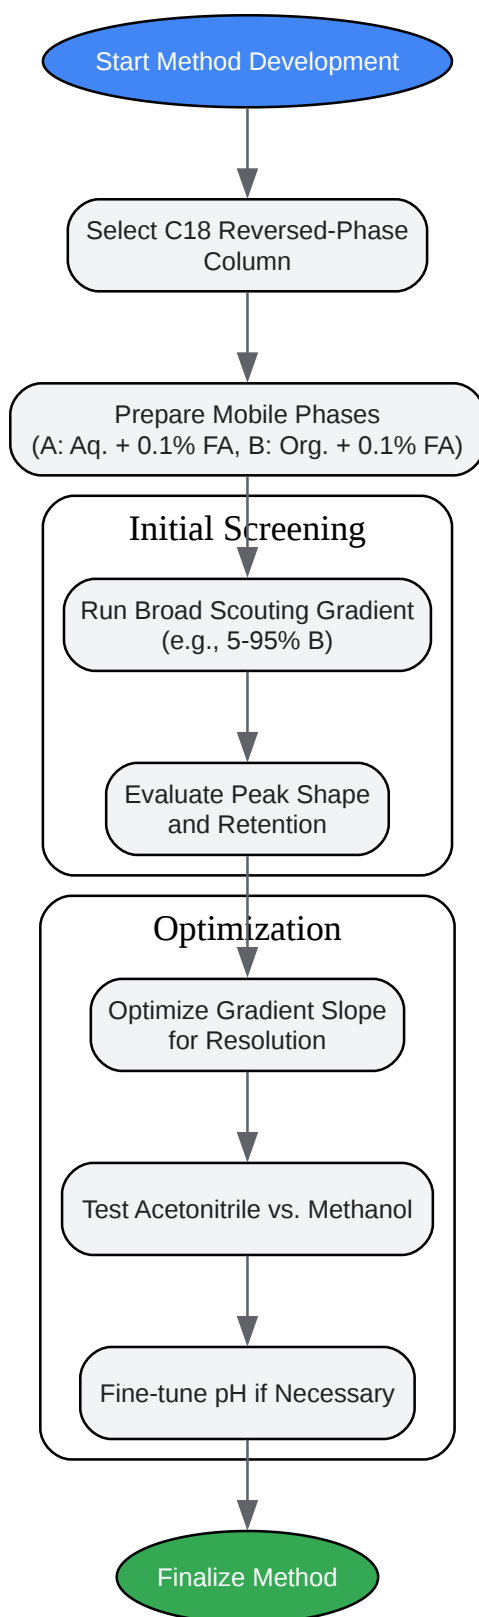 Start Method Development
Select C18 Reversed-Phase
Column
Prepare Mobile Phases
(A: Aq. + 0.1% FA, B: Org. + 0.1% FA)
Initial Screening
Run Broad Scouting Gradient
(e.g., 5-95% B)
Evaluate Peak Shape
and Retention
Optimization
Optimize Gradient Slope
for Resolution
Test Acetonitrile vs. Methanol
Fine-tune pH if Necessary
Finalize Method